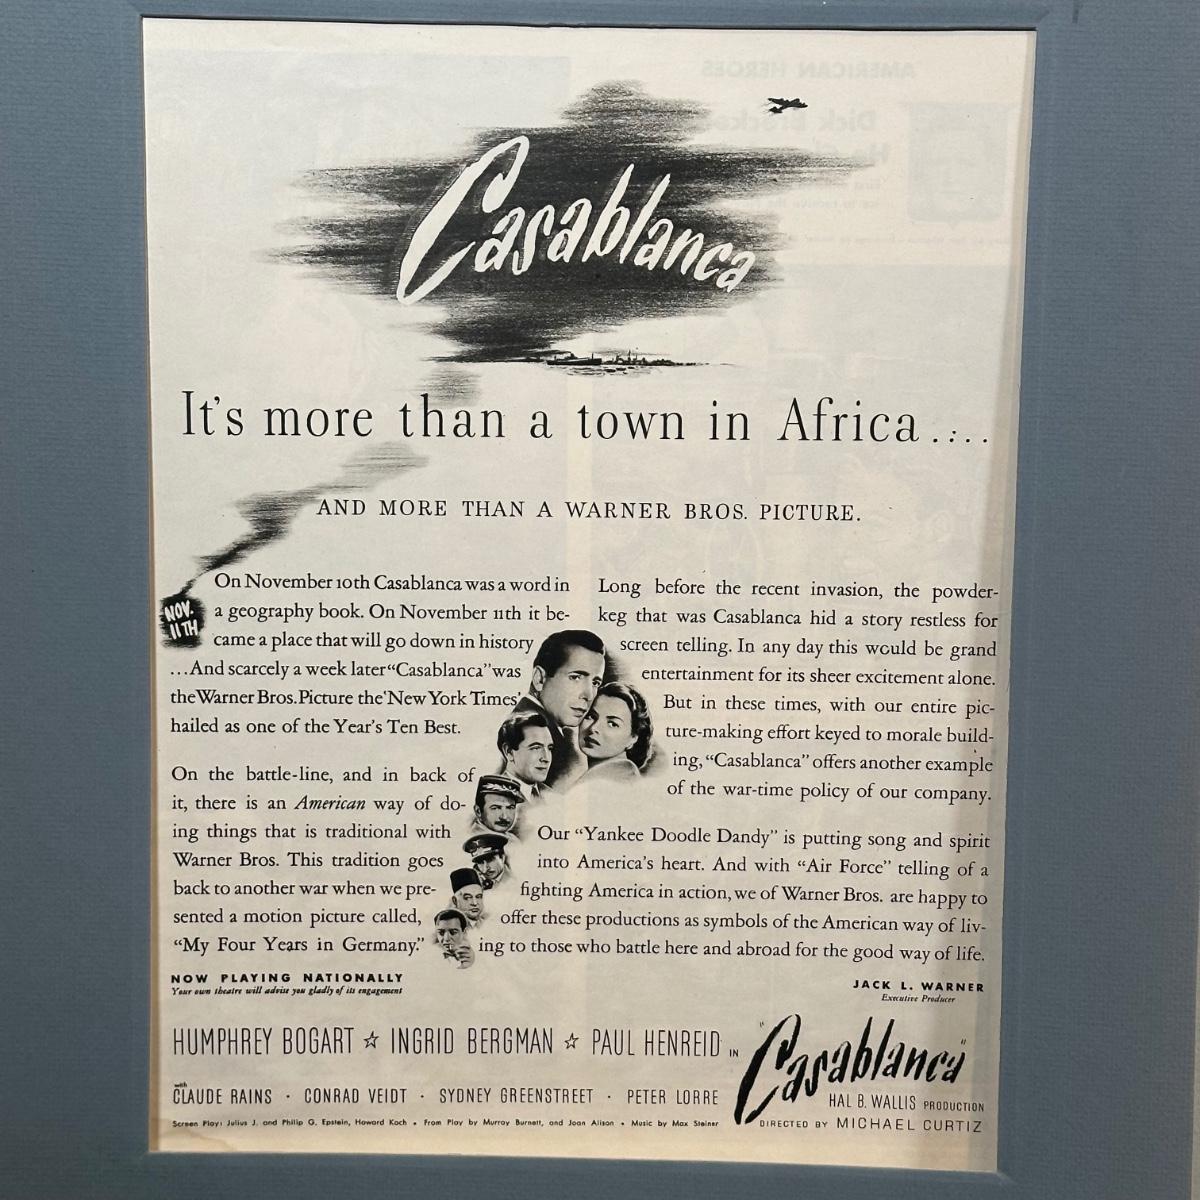 Casablanca
It's more than a town in Africa....
AND MORE THAN A WARNER BROS. PICTURE.
NOV.
11TH
On November 10th Casablanca was a word in
a geography book. On November 11th it be-
came a place that will go down in history
...And scarcely a week later "Casablanca" was
the Warner Bros. Picture the 'New York Times'
hailed as one of the Year's Ten Best.
On the battle-line, and in back of
it, there is an American way of do-
ing things that is traditional with
Warner Bros. This tradition goes
back to another war when we pre-
sented a motion picture called,
"My Four Years in Germany."
Long before the recent invasion, the powder-
keg that was Casablanca hid a story restless for
screen telling. In any day this would be grand
entertainment for its sheer excitement alone.
But in these times, with our entire pic-
ture-making effort keyed to morale build-
ing, "Casablanca" offers another example
of the war-time policy of our company.
Our "Yankee Doodle Dandy" is putting song and spirit
into America's heart. And with "Air Force" telling of a
fighting America in action, we of Warner Bros. are happy to
offer these productions as symbols of the American way of liv-
ing to those who battle here and abroad for the good way of life.
NOW PLAYING NATIONALLY
Your own theatre will advise you gladly of its engagement
JACK L. WARNER
Executive Producer
HUMPHREY BOGART ☆ INGRID BERGMAN ☆ PAUL HENREID IN
"Casablanca"
with
CLAUDE RAINS · CONRAD VEIDT · SYDNEY GREENSTREET · PETER LORRE
HAL B. WALLIS PRODUCTION
Screen Play: Julius J. and Philip G. Epstein, Howard Koch • From Play by Murray Burnett, and Joan Alison • Music by Max Steiner
DIRECTED BY MICHAEL CURTIZ